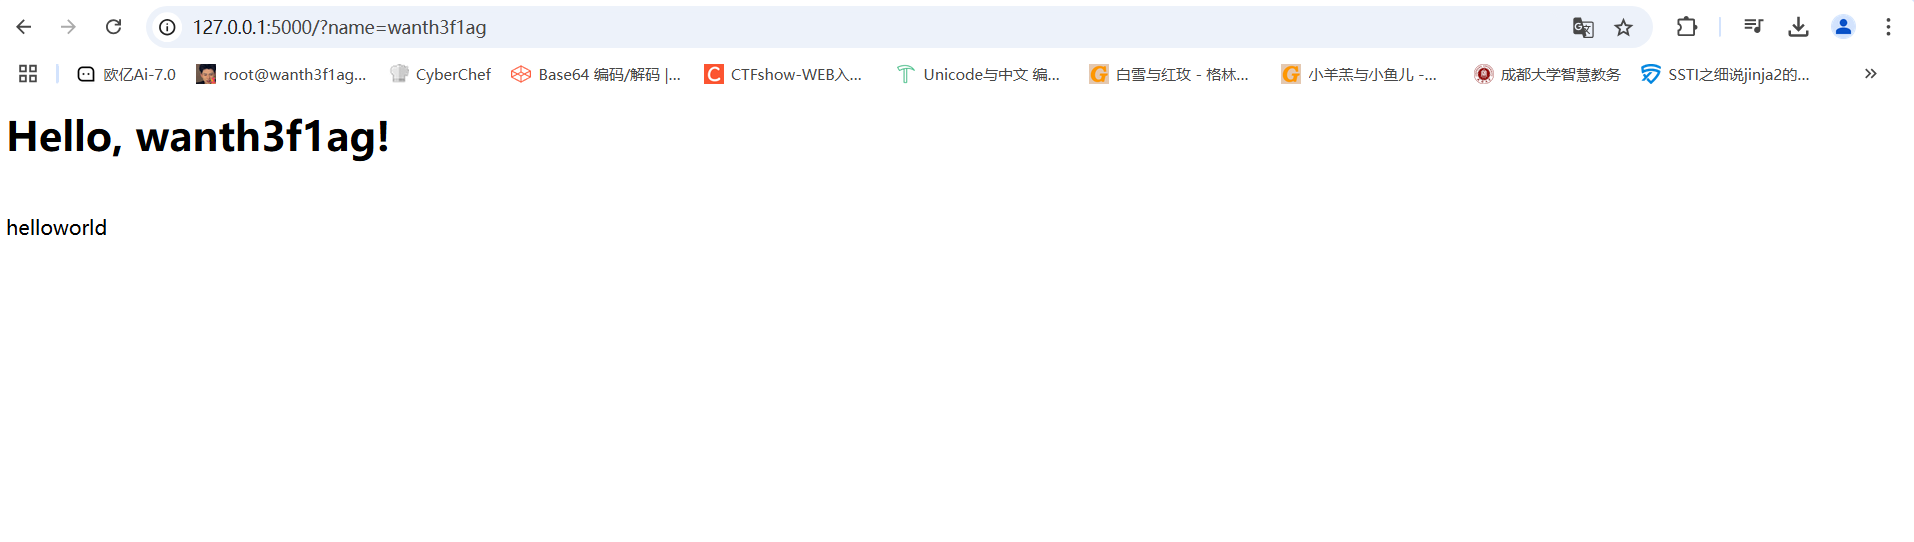 127.0.0.1:5000/?name=wanth3f1ag
欧亿Ai-7.0 root@wanth3f1ag... CyberChef Base64 编码/解码 |... CTFshow-WEB入... Unicode与中文 编... 白雪与红玫 - 格林... 小羊羔与小鱼儿 -... 成都大学智慧教务 SSTI之细说jinja2的...
Hello, wanth3f1ag!
helloworld